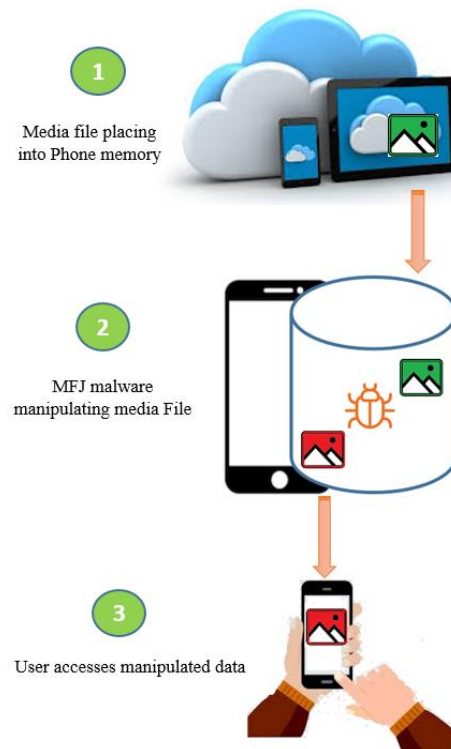 1
Media file placing
into Phone memory
2
MFJ malware
manipulating media File
3
User accesses manipulated data